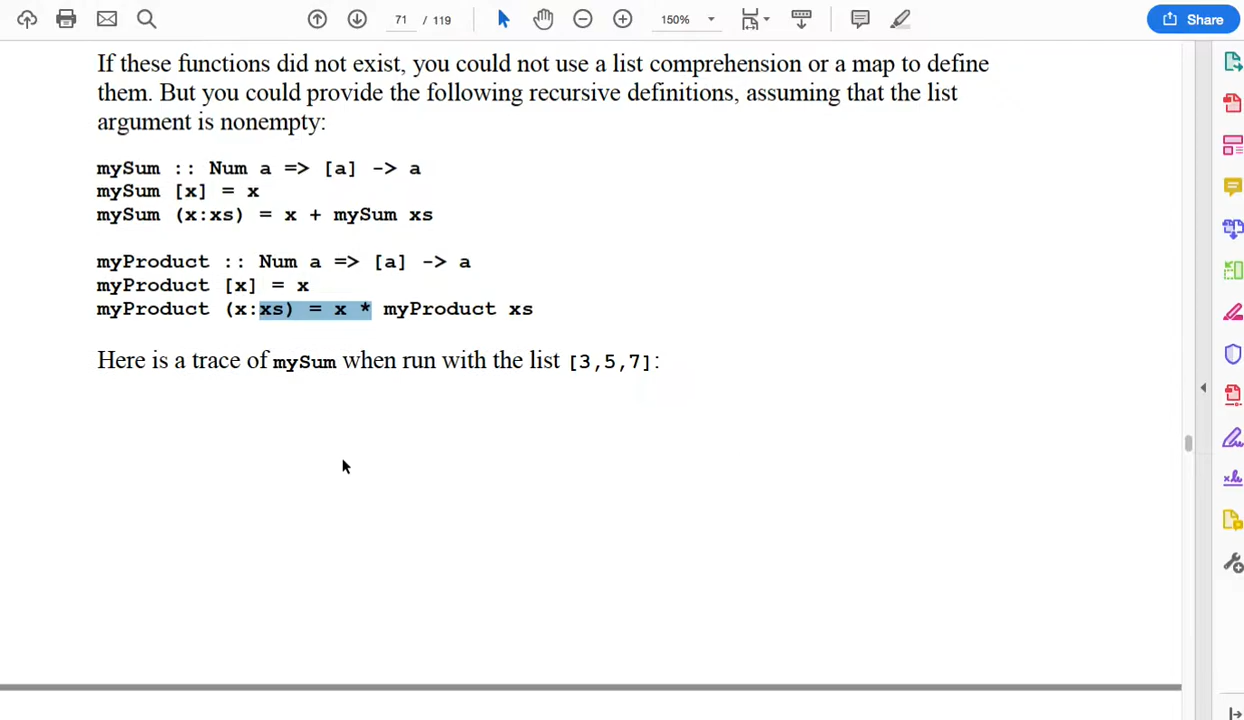 71 / 119
150%
Share
If these functions did not exist, you could not use a list comprehension or a map to define
them. But you could provide the following recursive definitions, assuming that the list
argument is nonempty:
mySum :: Num a => [a] -> a
mySum [x] = x
mySum (x:xs) = x + mySum xs
myProduct :: Num a => [a] -> a
myProduct [x] = x
myProduct (x:xs) = x * myProduct xs
Here is a trace of mySum when run with the list [3,5,7]: